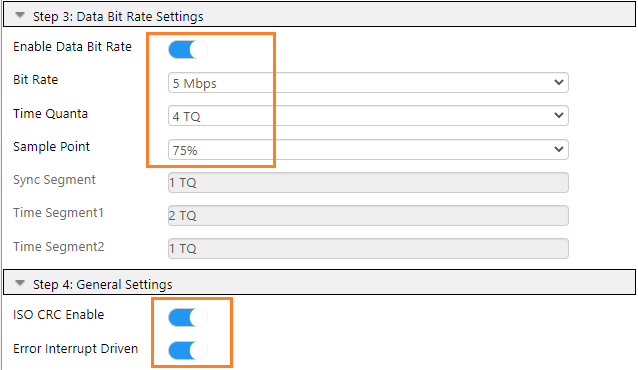 Step 3: Data Bit Rate Settings
Enable Data Bit Rate
Bit Rate 5 Mbps
Time Quanta 4 TQ
Sample Point 75%
Sync Segment 1 TQ
Time Segment1 2 TQ
Time Segment2 1 TQ
Step 4: General Settings
ISO CRC Enable
Error Interrupt Driven